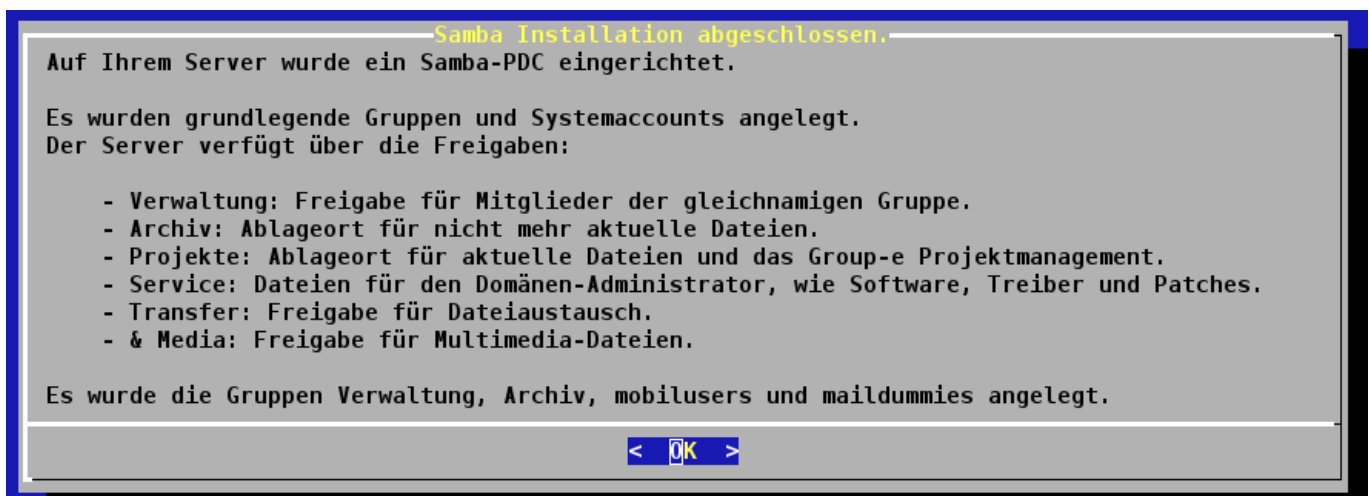 Samba Installation abgeschlossen.
Auf Ihrem Server wurde ein Samba-PDC eingerichtet.
Es wurden grundlegende Gruppen und Systemaccounts angelegt.
Der Server verfügt über die Freigaben:
- Verwaltung: Freigabe für Mitglieder der gleichnamigen Gruppe.
- Archiv: Ablageort für nicht mehr aktuelle Dateien.
- Projekte: Ablageort für aktuelle Dateien und das Group-e Projektmanagement.
- Service: Dateien für den Domänen-Administrator, wie Software, Treiber und Patches.
- Transfer: Freigabe für Dateiaustausch.
- & Media: Freigabe für Multimedia-Dateien.
Es wurde die Gruppen Verwaltung, Archiv, mobilusers und maildummies angelegt.
< OK >